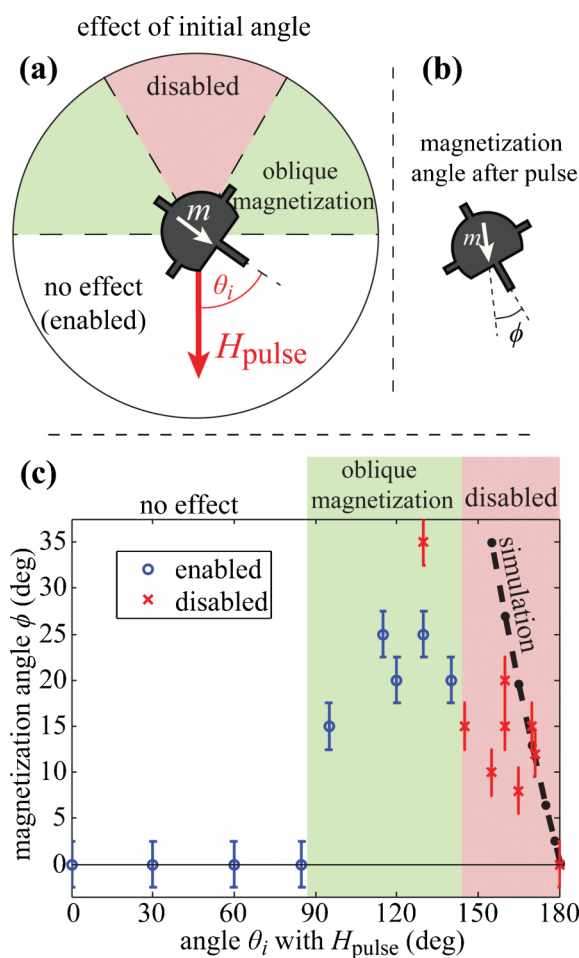 effect of initial angle
(a)
disabled
oblique
magnetization
m
no effect
(enabled)
θi
Hpulse
(b)
magnetization
angle after pulse
m
ϕ
(c)
no effect
oblique
magnetization
disabled
enabled
disabled
simulation
magnetization angle ϕ (deg)
35
30
25
20
15
10
5
0
0
30
60
90
120
150
180
angle θi with Hpulse (deg)